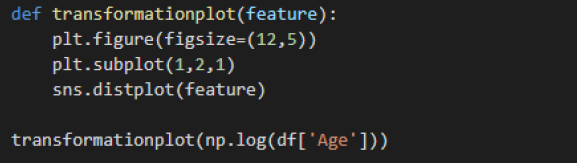 def transformationplot(feature):
    plt.figure(figsize=(12,5))
    plt.subplot(1,2,1)
    sns.distplot(feature)

transformationplot(np.log(df['Age']))